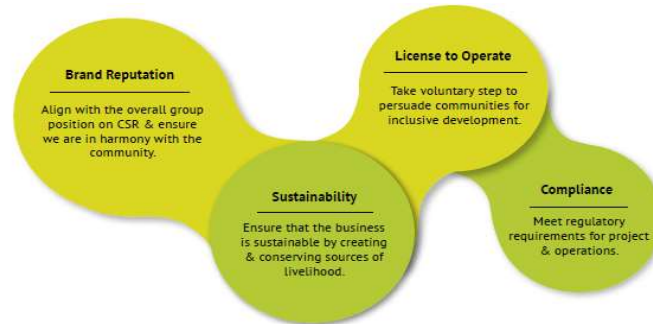 Brand Reputation
Align with the overall group
position on CSR & ensure
we are in harmony with the
community.
Sustainability
Ensure that the business
is sustainable by creating
& conserving sources of
livelihood.
License to Operate
Take voluntary step to
persuade communities for
inclusive development.
Compliance
Meet regulatory
requirements for project
& operations.